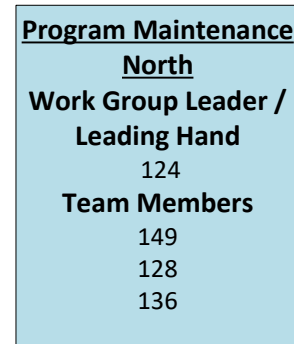 Program Maintenance
North
Work Group Leader /
Leading Hand
124
Team Members
149
128
136